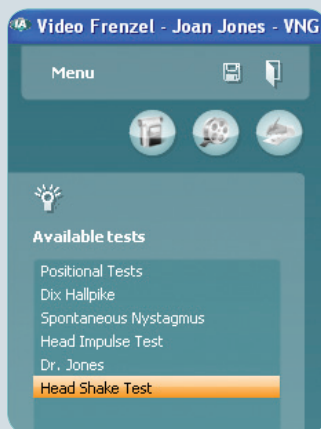 IA Video Frenzel - Joan Jones - VNG
Menu
Available tests
Positional Tests
Dix Hallpike
Spontaneous Nystagmus
Head Impulse Test
Dr. Jones
Head Shake Test